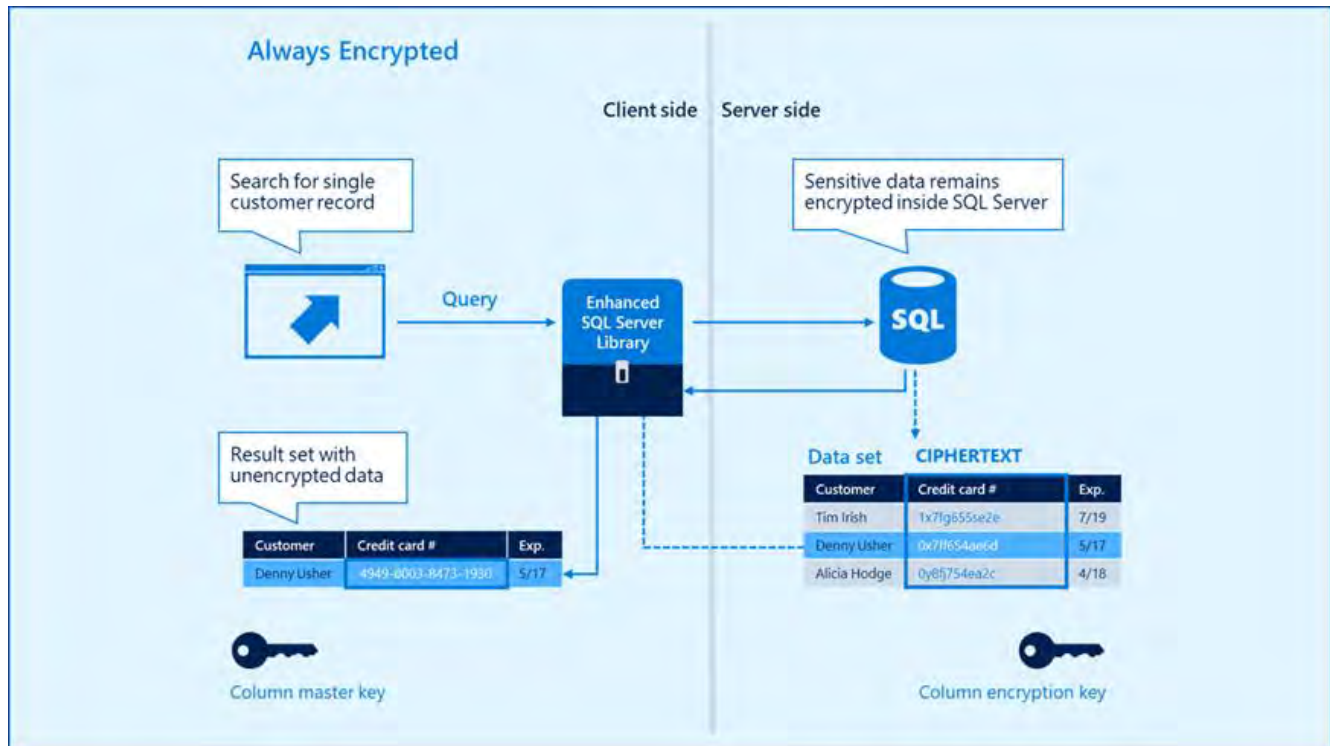 Always Encrypted
Client side
Server side
Search for single
customer record
Sensitive data remains
encrypted inside SQL Server
Query
Enhanced
SQL Server
Library
SQL
Result set with
unencrypted data
Data set CIPHERTEXT
Customer Credit card # Exp.
Tim Irish 1x7fg655se2e 7/19
Denny Usher 0x7ff654ae6d 5/17
Alicia Hodge 0y8fj754ea2c 4/18
Customer Credit card # Exp.
Denny Usher 4949-8003-8473-1930 5/17
Column master key
Column encryption key